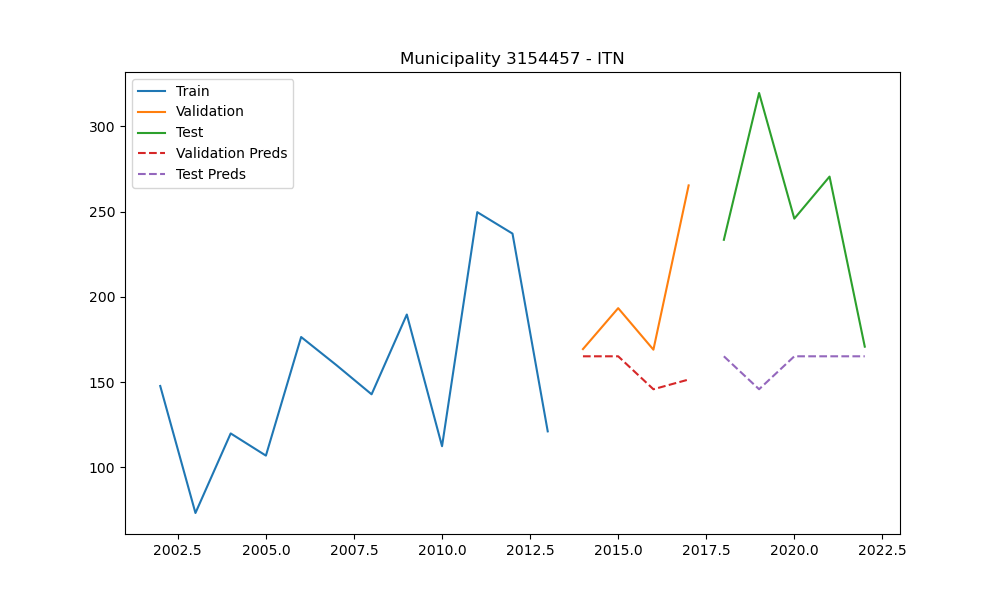 Municipality 3154457 - ITN
Train
Validation
Test
Validation Preds
Test Preds
300
250
200
150
100
2002.5 2005.0 2007.5 2010.0 2012.5 2015.0 2017.5 2020.0 2022.5